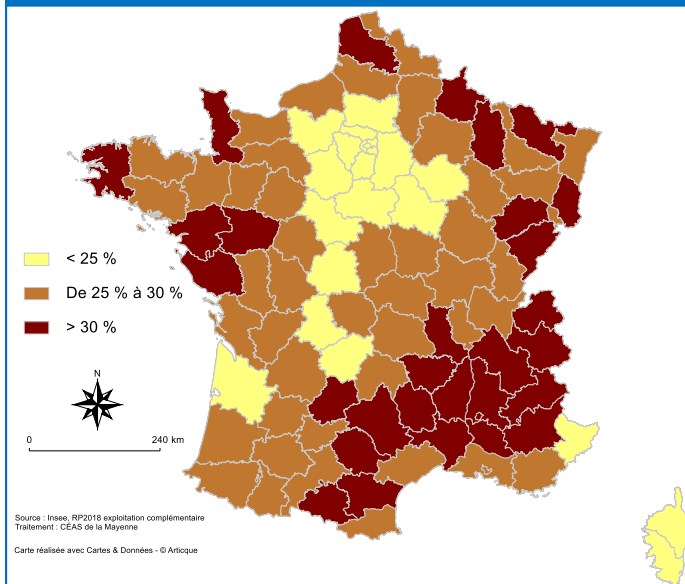 < 25 %
De 25 % à 30 %
> 30 %
N
0 240 km
Source : Insee, RP2018 exploitation complémentaire
Traitement : CÉAS de la Mayenne
Carte réalisée avec Cartes & Données - © Articque